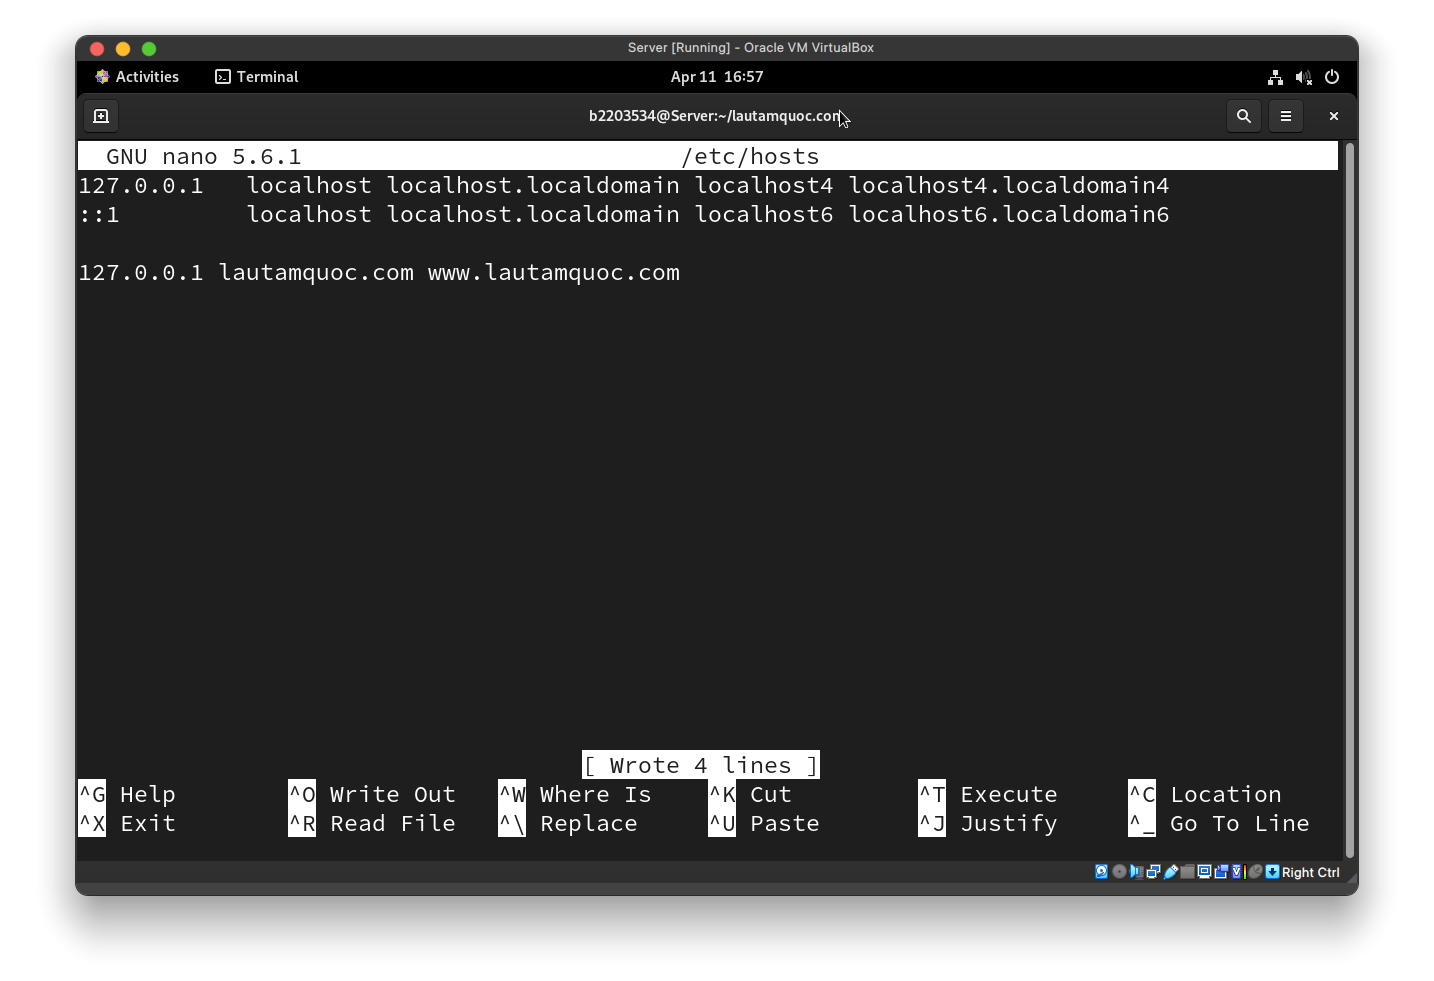 Server [Running] - Oracle VM VirtualBox
Activities Terminal Apr 11 16:57
b2203534@Server:~/lautamquoc.com
GNU nano 5.6.1 /etc/hosts
127.0.0.1 localhost localhost.localdomain localhost4 localhost4.localdomain4
::1 localhost localhost.localdomain localhost6 localhost6.localdomain6
127.0.0.1 lautamquoc.com www.lautamquoc.com
[ Wrote 4 lines ]
^G Help ^O Write Out ^W Where Is ^K Cut ^T Execute ^C Location
^X Exit ^R Read File ^\ Replace ^U Paste ^J Justify ^_ Go To Line
Right Ctrl